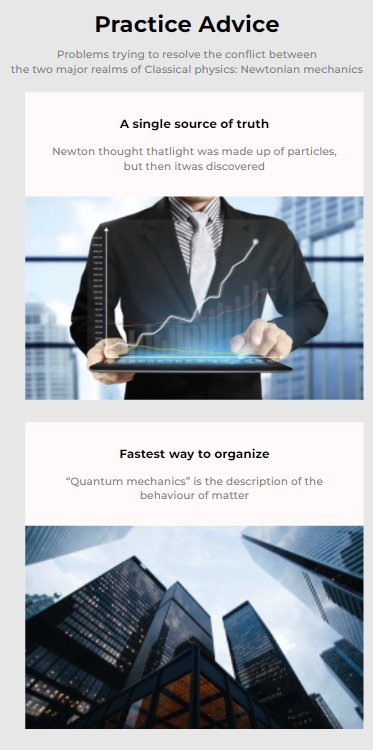 Practice Advice
Problems trying to resolve the conflict between
the two major realms of Classical physics: Newtonian mechanics
A single source of truth
Newton thought thatlight was made up of particles,
but then itwas discovered
Fastest way to organize
“Quantum mechanics” is the description of the
behaviour of matter